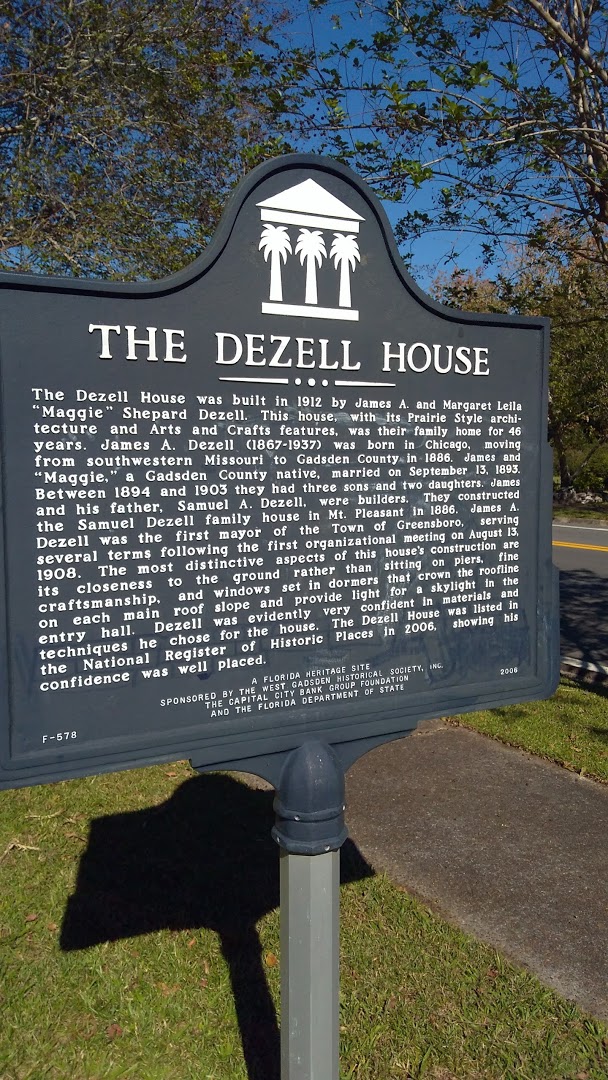 THE DEZELL HOUSE
The Dezell House was built in 1912 by James A. and Margaret Leila
"Maggie" Shepard Dezell. This house, with its Prairie Style archi-
tecture and Arts and Crafts features, was their family home for 46
years. James A. Dezell (1867-1937) was born in Chicago, moving
from southwestern Missouri to Gadsden County in 1886. James and
"Maggie," a Gadsden County native, married on September 13, 1893.
Between 1894 and 1903 they had three sons and two daughters. James
and his father, Samuel A. Dezell, were builders. They constructed
the Samuel Dezell family house in Mt. Pleasant in 1886. James A.
Dezell was the first mayor of the Town of Greensboro, serving
several terms following the first organizational meeting on August 13,
1908. The most distinctive aspects of this house's construction are
its closeness to the ground rather than sitting on piers, fine
craftsmanship, and windows set in dormers that crown the roofline
on each main roof slope and provide light for a skylight in the
entry hall. Dezell was evidently very confident in materials and
techniques he chose for the house. The Dezell House was listed in
the National Register of Historic Places in 2006, showing his
confidence was well placed.
A FLORIDA HERITAGE SITE
SPONSORED BY THE WEST GADSDEN HISTORICAL SOCIETY, INC.
THE CAPITAL CITY BANK GROUP FOUNDATION
AND THE FLORIDA DEPARTMENT OF STATE
F-578
2006